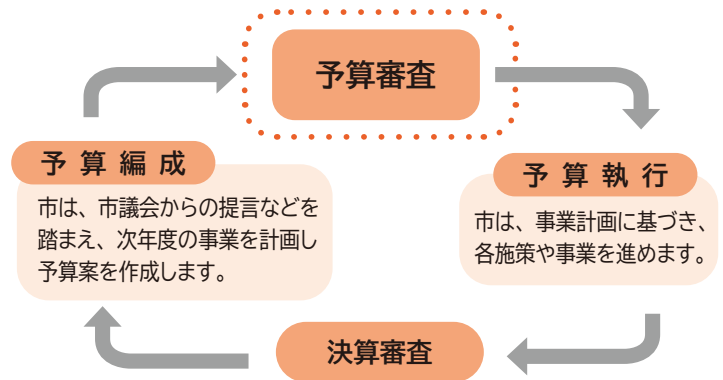 予算審査
予算編成
市は、市議会からの提言などを
踏まえ、次年度の事業を計画し
予算案を作成します。
予算執行
市は、事業計画に基づき、
各施策や事業を進めます。
決算審査